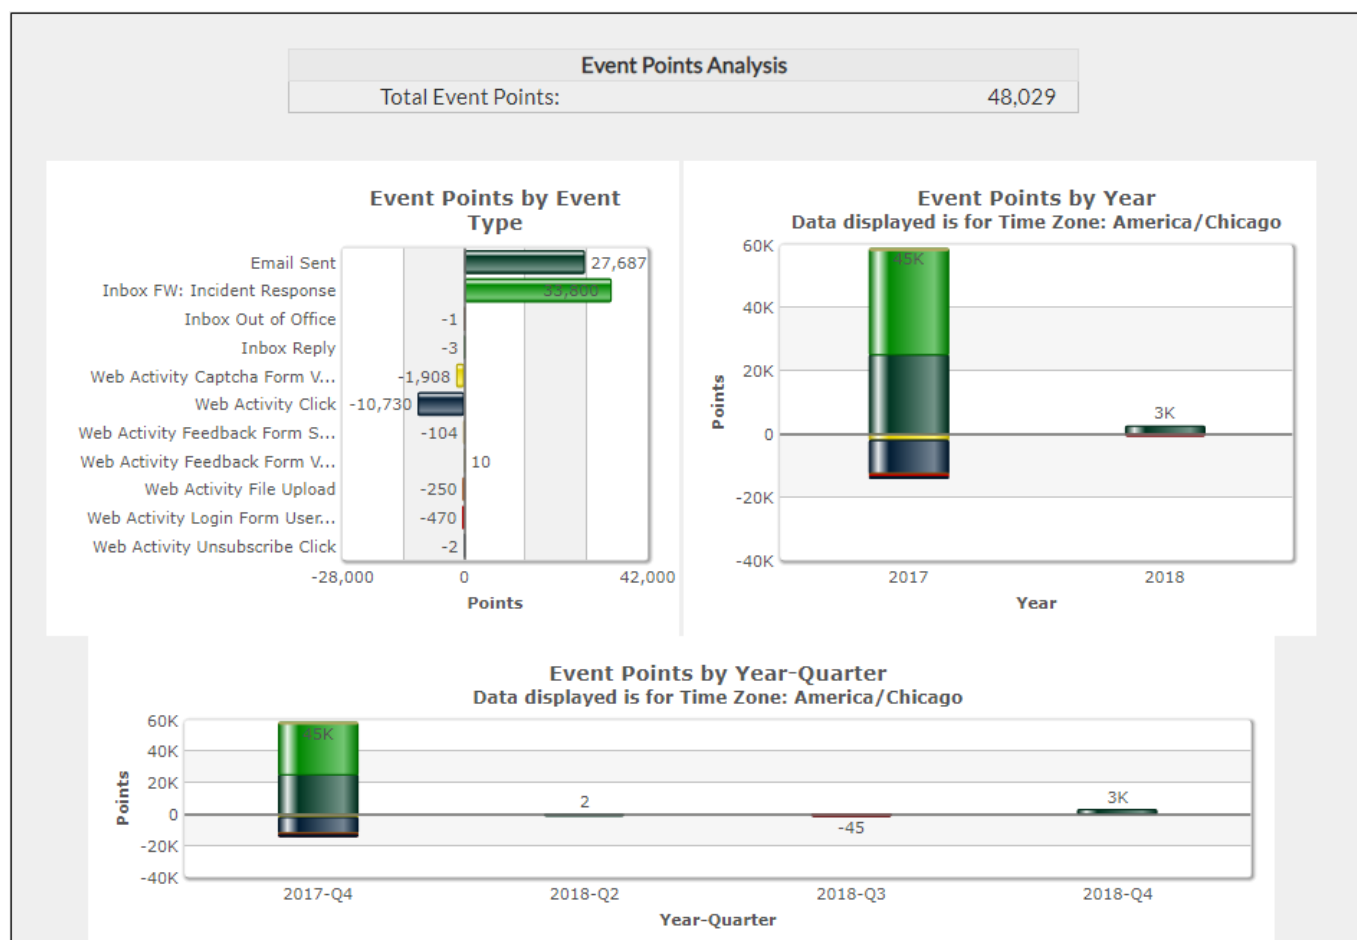 Event Points Analysis
Total Event Points: 48,029
Event Points by Event
Type
Email Sent 27,687
Inbox FW: Incident Response 33,800
Inbox Out of Office -1
Inbox Reply -3
Web Activity Captcha Form V... -1,908
Web Activity Click -10,730
Web Activity Feedback Form S... -104
Web Activity Feedback Form V... 10
Web Activity File Upload -250
Web Activity Login Form User... -470
Web Activity Unsubscribe Click -2
-28,000 0 42,000
Points
Event Points by Year
Data displayed is for Time Zone: America/Chicago
60K
45K
40K
20K
3K
0
-20K
-40K
Points
2017 2018
Year
Event Points by Year-Quarter
Data displayed is for Time Zone: America/Chicago
60K
45K
40K
20K
2
3K
0
-45
-20K
-40K
Points
2017-Q4 2018-Q2 2018-Q3 2018-Q4
Year-Quarter